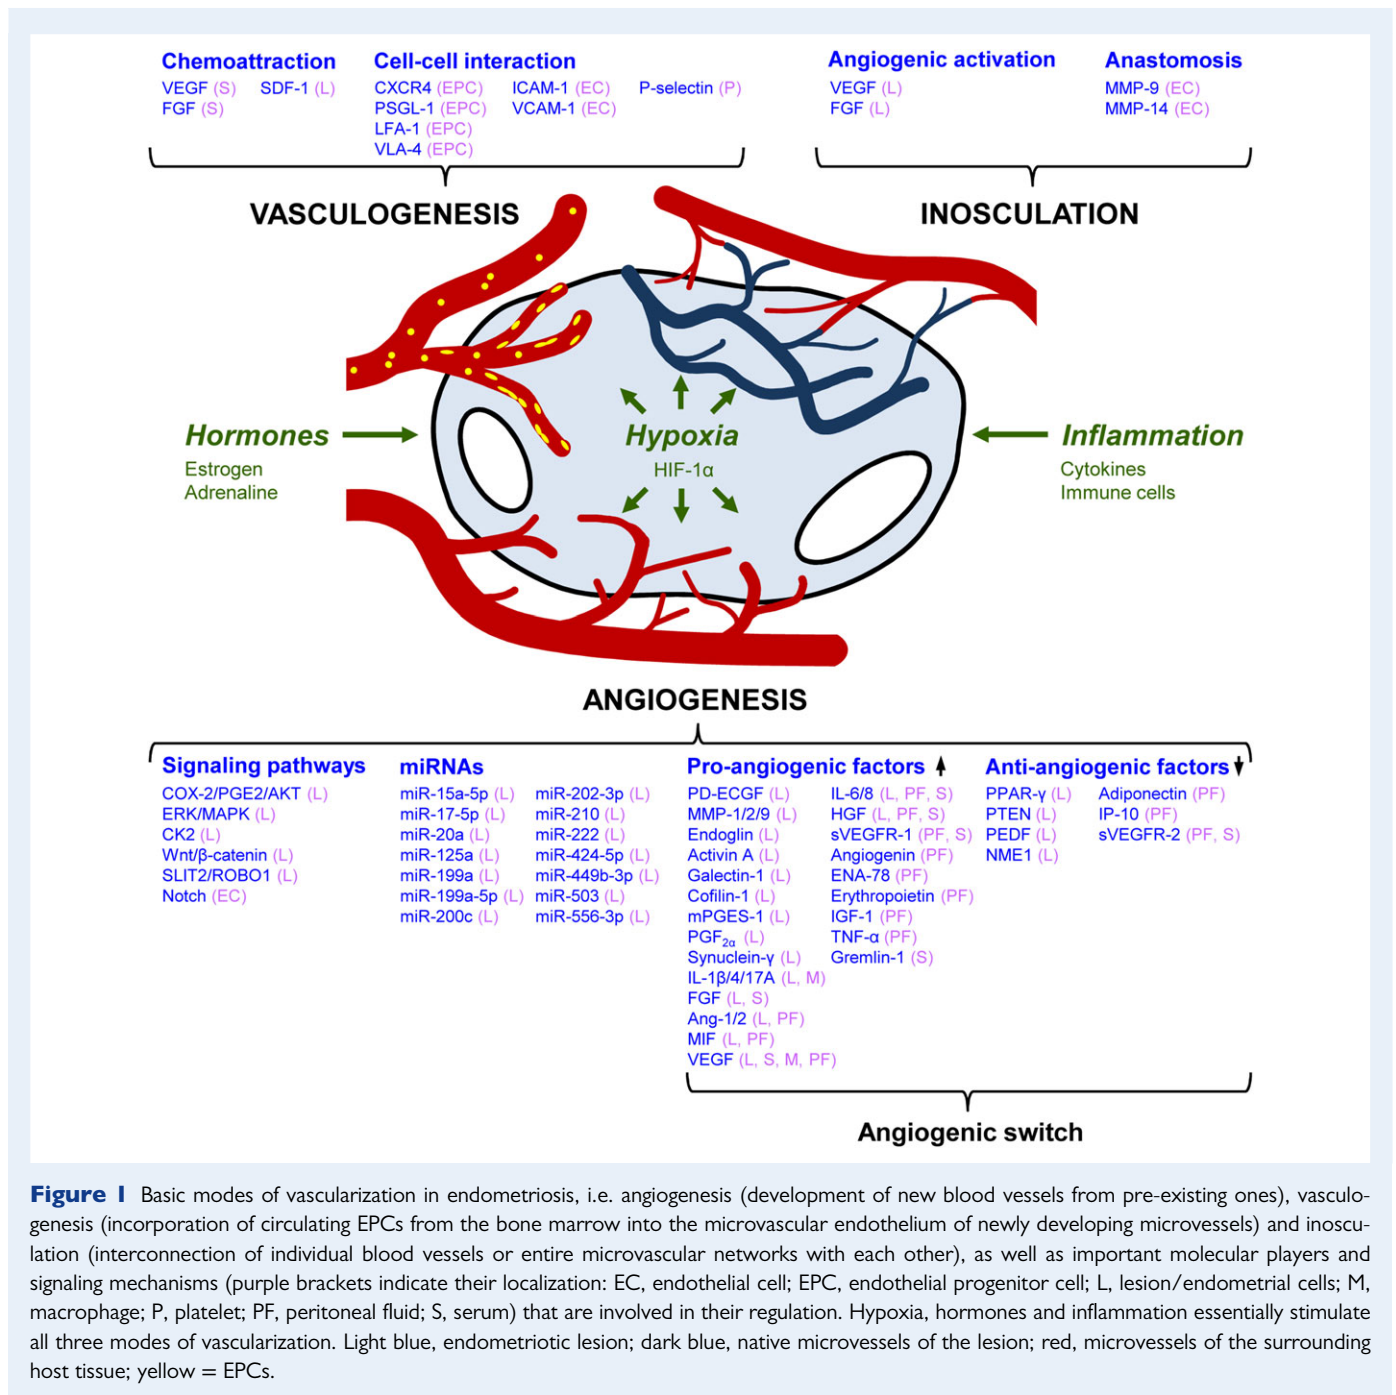 Chemoattraction
VEGF (S) SDF-1 (L)
FGF (S)
Cell-cell interaction
CXCR4 (EPC) ICAM-1 (EC) P-selectin (P)
PSGL-1 (EPC) VCAM-1 (EC)
LFA-1 (EPC)
VLA-4 (EPC)
VASCULOGENESIS
Angiogenic activation
VEGF (L)
FGF (L)
Anastomosis
MMP-9 (EC)
MMP-14 (EC)
INOSCULATION
Hormones
Estrogen
Adrenaline
Hypoxia
HIF-1α
Inflammation
Cytokines
Immune cells
ANGIOGENESIS
Signaling pathways
COX-2/PGE2/AKT (L)
ERK/MAPK (L)
CK2 (L)
Wnt/β-catenin (L)
SLIT2/ROBO1 (L)
Notch (EC)
miRNAs
miR-15a-5p (L) miR-202-3p (L)
miR-17-5p (L) miR-210 (L)
miR-20a (L) miR-222 (L)
miR-125a (L) miR-424-5p (L)
miR-199a (L) miR-449b-3p (L)
miR-199a-5p (L) miR-503 (L)
miR-200c (L) miR-556-3p (L)
Pro-angiogenic factors
PD-ECGF (L) IL-6/8 (L, PF, S)
MMP-1/2/9 (L) HGF (L, PF, S)
Endoglin (L) sVEGFR-1 (PF, S)
Activin A (L) Angiogenin (PF)
Galectin-1 (L) ENA-78 (PF)
Cofilin-1 (L) Erythropoietin (PF)
mPGES-1 (L) IGF-1 (PF)
PGF2α (L) TNF-α (PF)
Synuclein-γ (L) Gremlin-1 (S)
IL-1β/4/17A (L, M)
FGF (L, S)
Ang-1/2 (L, PF)
MIF (L, PF)
VEGF (L, S, M, PF)
Anti-angiogenic factors
PPAR-γ (L) Adiponectin (PF)
PTEN (L) IP-10 (PF)
PEDF (L) sVEGFR-2 (PF, S)
NME1 (L)
Angiogenic switch
Figure 1 Basic modes of vascularization in endometriosis, i.e. angiogenesis (development of new blood vessels from pre-existing ones), vasculo-
genesis (incorporation of circulating EPCs from the bone marrow into the microvascular endothelium of newly developing microvessels) and inoscu-
lation (interconnection of individual blood vessels or entire microvascular networks with each other), as well as important molecular players and
signaling mechanisms (purple brackets indicate their localization: EC, endothelial cell; EPC, endothelial progenitor cell; L, lesion/endometrial cells; M,
macrophage; P, platelet; PF, peritoneal fluid; S, serum) that are involved in their regulation. Hypoxia, hormones and inflammation essentially stimulate
all three modes of vascularization. Light blue, endometriotic lesion; dark blue, native microvessels of the lesion; red, microvessels of the surrounding
host tissue; yellow = EPCs.